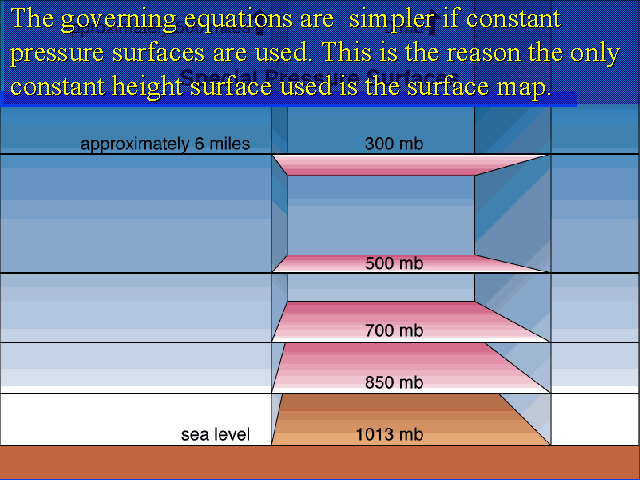 The governing equations are  simpler if constant
pressure surfaces are used. This is the reason the only
constant height surface used is the surface map.
Special Pressure Surfaces
approximately 6 miles 300 mb
500 mb
700 mb
850 mb
sea level 1013 mb